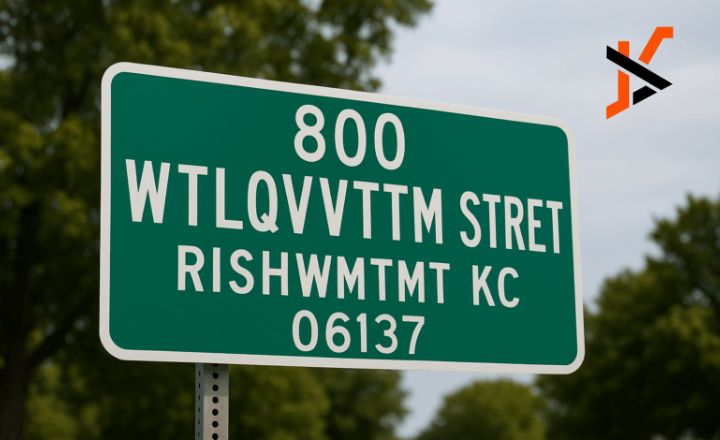 800
WTLQVVTTM STRET
RISHWMTMT KC
06137